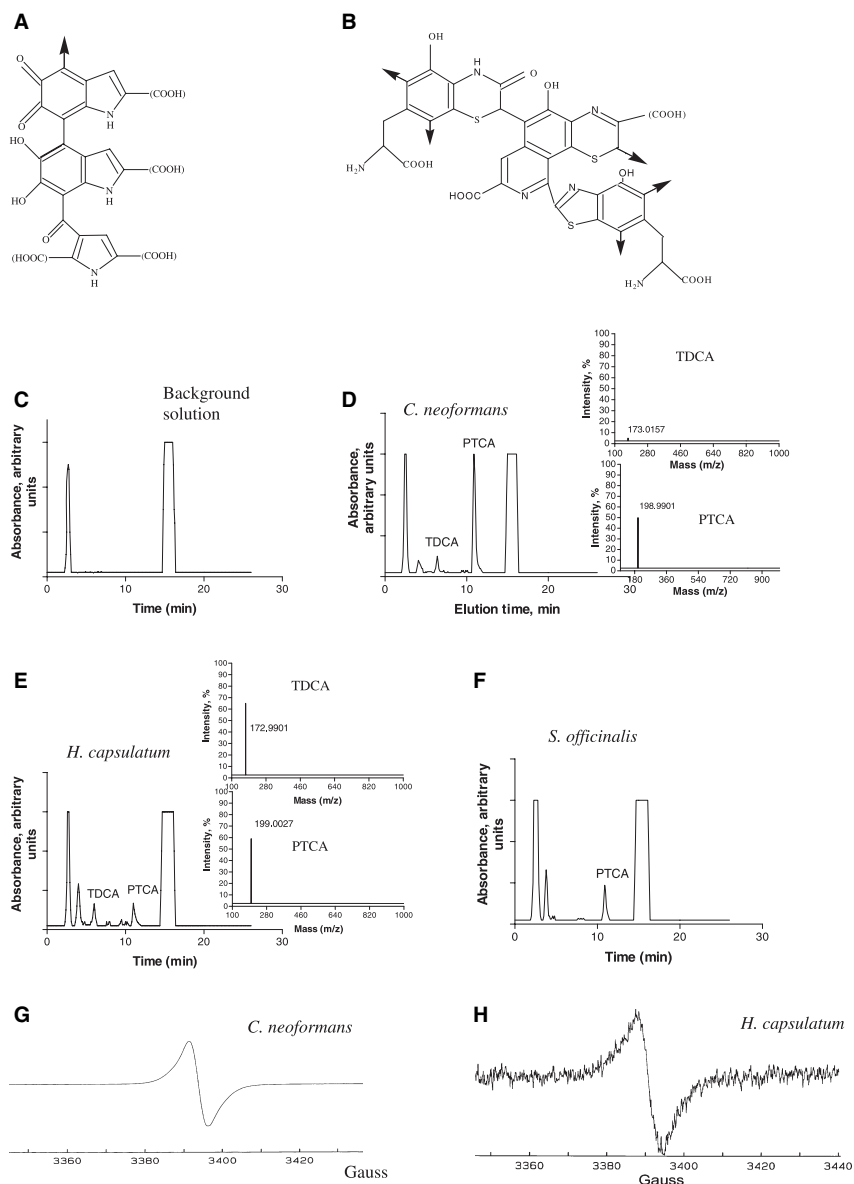 A
O
O
N
H
(COOH)
HO
HO
N
H
(COOH)
O
(HOOC)
N
H
(COOH)
B
OH
H
N
O
S
H₂N
COOH
OH
N
(COOH)
S
HOOC
N
N
S
OH
H₂N
COOH
C
Background
solution
Absorbance, arbitrary
units
0
10
20
30
Time (min)
D
C. neoformans
PTCA
TDCA
Absorbance,
arbitrary units
0
10
20
30
Elution time, min
100
90
80
70
60
50
40
30
20
10
0
Intensity, %
TDCA
173.0157
100
280
460
640
820
1000
Mass (m/z)
100
90
80
70
60
50
40
30
20
10
0
Intensity, %
198.9901
PTCA
180
360
540
720
900
Mass (m/z)
E
H. capsulatum
Absorbance, arbitrary
units
TDCA
PTCA
0
10
20
30
Time (min)
100
90
80
70
60
50
40
30
20
10
0
Intensity, %
TDCA
172,9901
100
280
460
640
820
1000
Mass (m/z)
100
90
80
70
60
50
40
30
20
10
0
Intensity, %
199.0027
PTCA
100
280
460
640
820
1000
Mass (m/z)
F
S. officinalis
Absorbance, arbitrary
units
PTCA
0
10
20
30
Time (min)
G
C. neoformans
3360
3380
3400
3420
Gauss
H
H. capsulatum
3360
3380
3400
3420
3440
Gauss